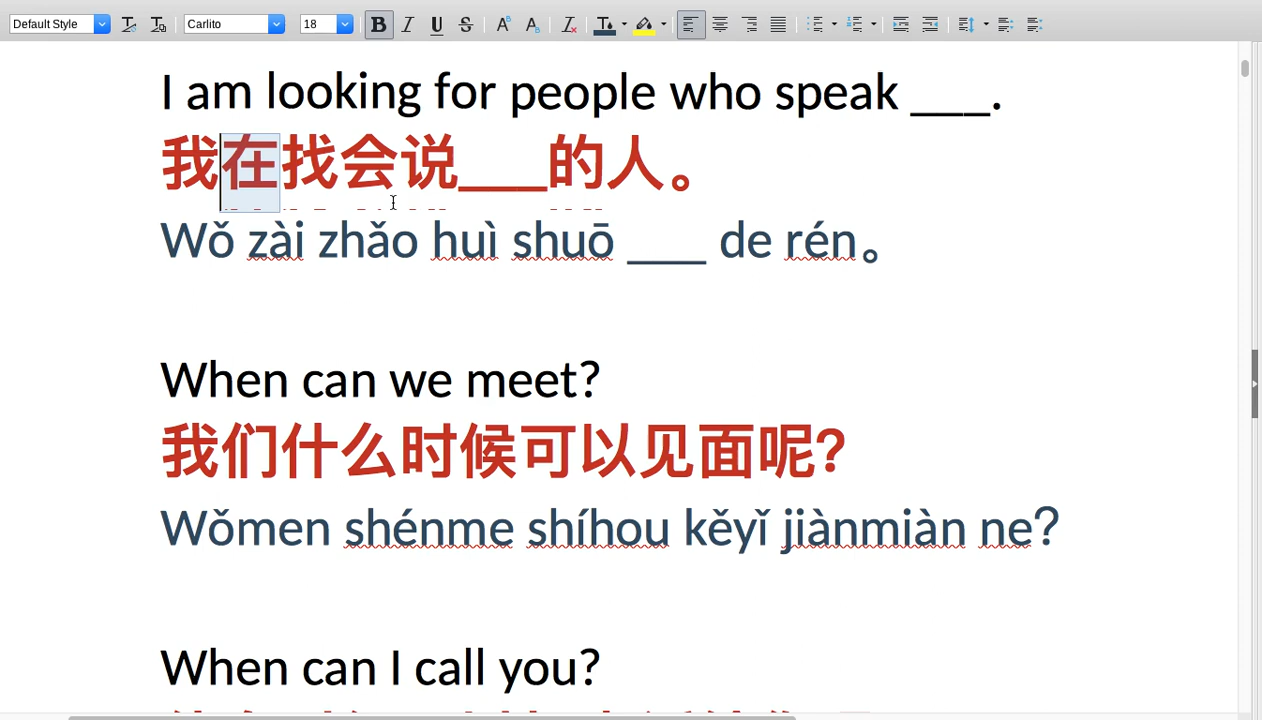 Default Style Carlito 18
I am looking for people who speak ___.
我在找会说___的人。
Wǒ zài zhǎo huì shuō ___ de rén。
When can we meet?
我们什么时候可以见面呢?
Wǒmen shénme shíhou kěyǐ jiànmiàn ne?
When can I call you?